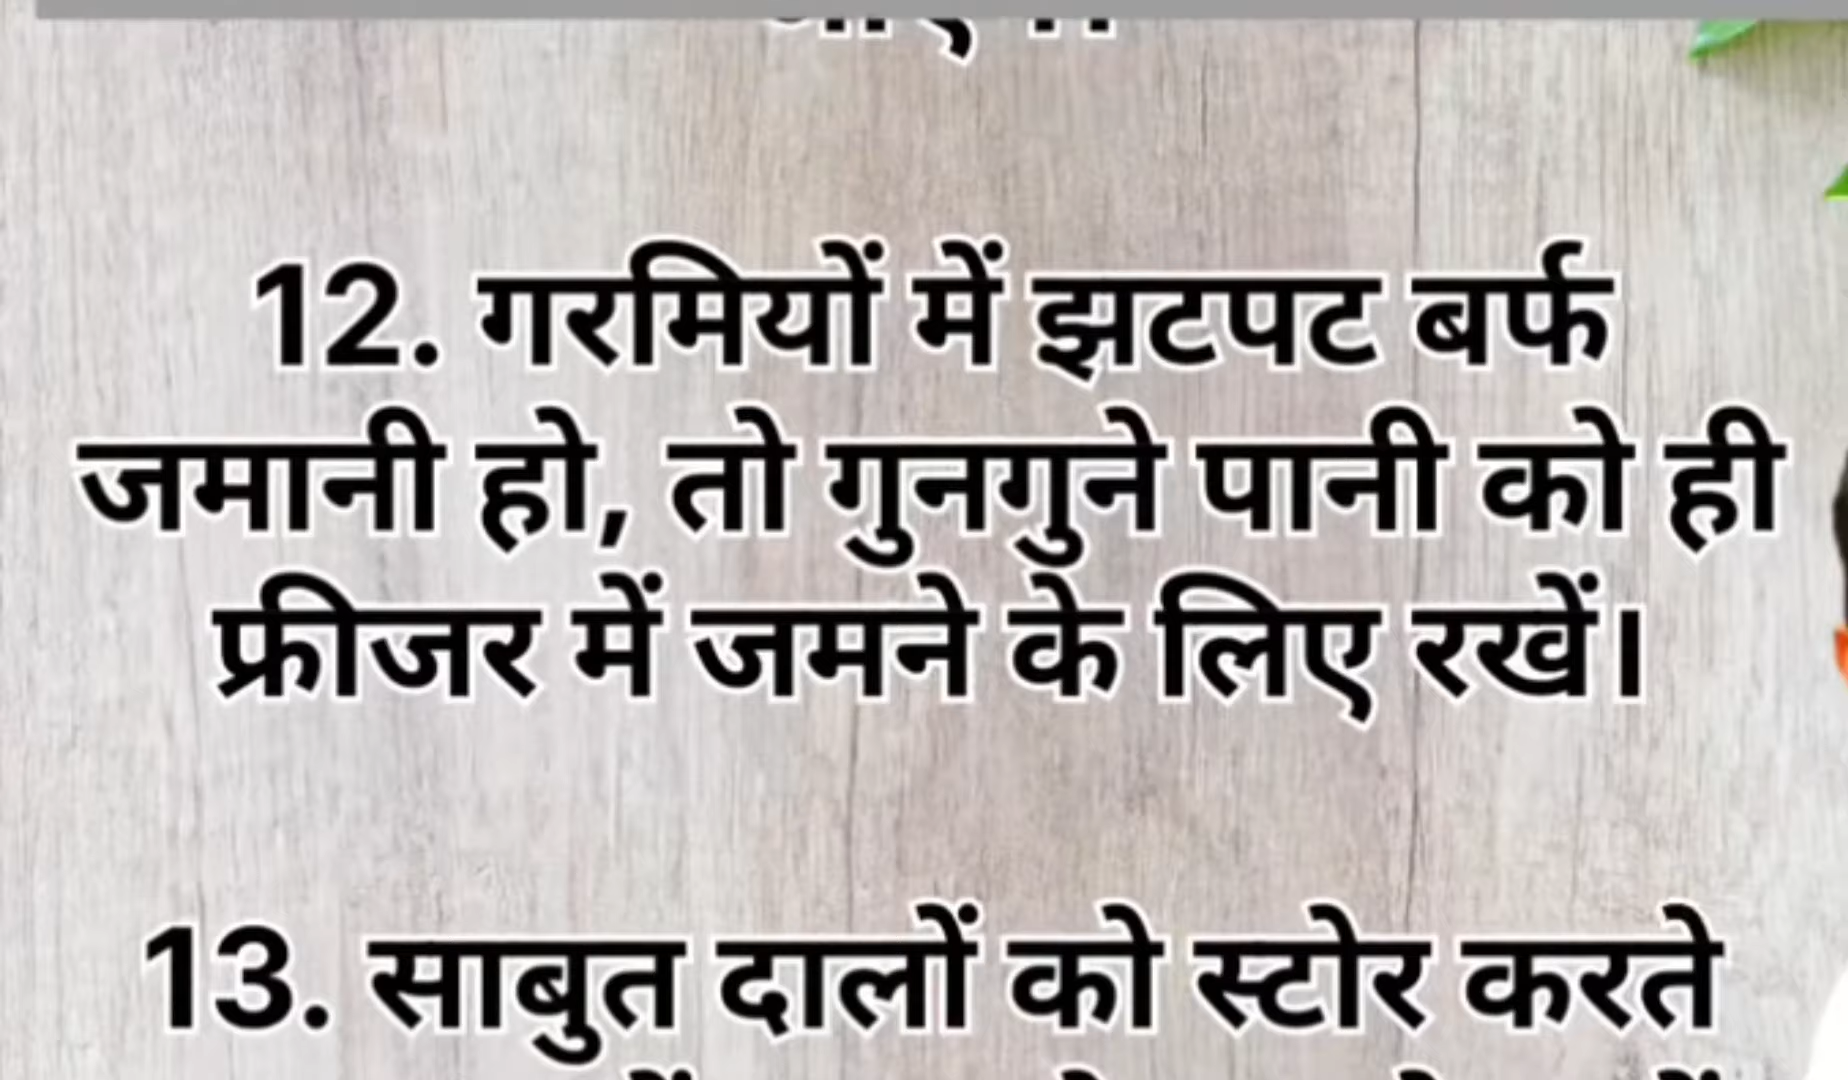 12. गरमियों में झटपट बर्फ
जमानी हो, तो गुनगुने पानी को ही
फ्रीजर में जमने के लिए रखें।
13. साबुत दालों को स्टोर करते